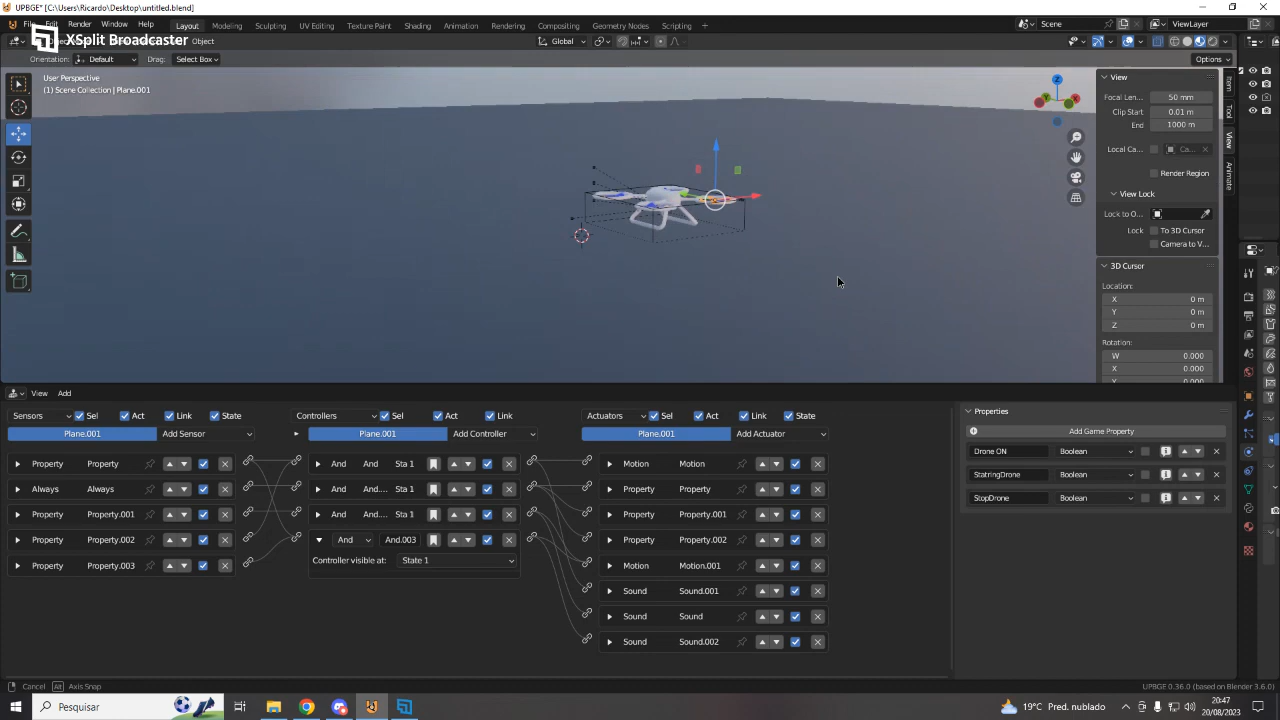 UPBGE* [C:\Users\Ricardo\Desktop\untitled.blend]
File Edit Render Window Help Layout Modeling Sculpting UV Editing Texture Paint Shading Animation Rendering Compositing Geometry Nodes Scripting Scene ViewLayer
XSplit Broadcaster
Object Global
Orientation: Default Drag: Select Box Options
User Perspective
(1) Scene Collection | Plane.001
View
Focal Len... 50 mm
Clip Start 0.01 m
End 1000 m
Local Ca... Ca...
Render Region
View Lock
Lock to O...
Lock To 3D Cursor
Camera to V...
3D Cursor
Location:
X 0 m
Y 0 m
Z 0 m
Rotation:
W 0.000
X 0.000
Item
Tool
View
Animate
Z
View Add
Sensors Sel Act Link State Controllers Sel Act Link Actuators Sel Act Link State
Plane.001 Add Sensor Plane.001 Add Controller Plane.001 Add Actuator
Property Property And And Sta 1 Motion Motion
Always Always And And.... Sta 1 Property Property
Property Property.001 And And.... Sta 1 Property Property.001
Property Property.002 And And.003 Property Property.002
Controller visible at: State 1
Property Property.003 Motion Motion.001
Sound Sound.001
Sound Sound
Sound Sound.002
Properties
Add Game Property
Drone ON Boolean
StatringDrone Boolean
StopDrone Boolean
Cancel Alt Axis Snap UPBGE 0.36.0 (based on Blender 3.6.0)
Pesquisar 19°C Pred. nublado 20:47
20/08/2023